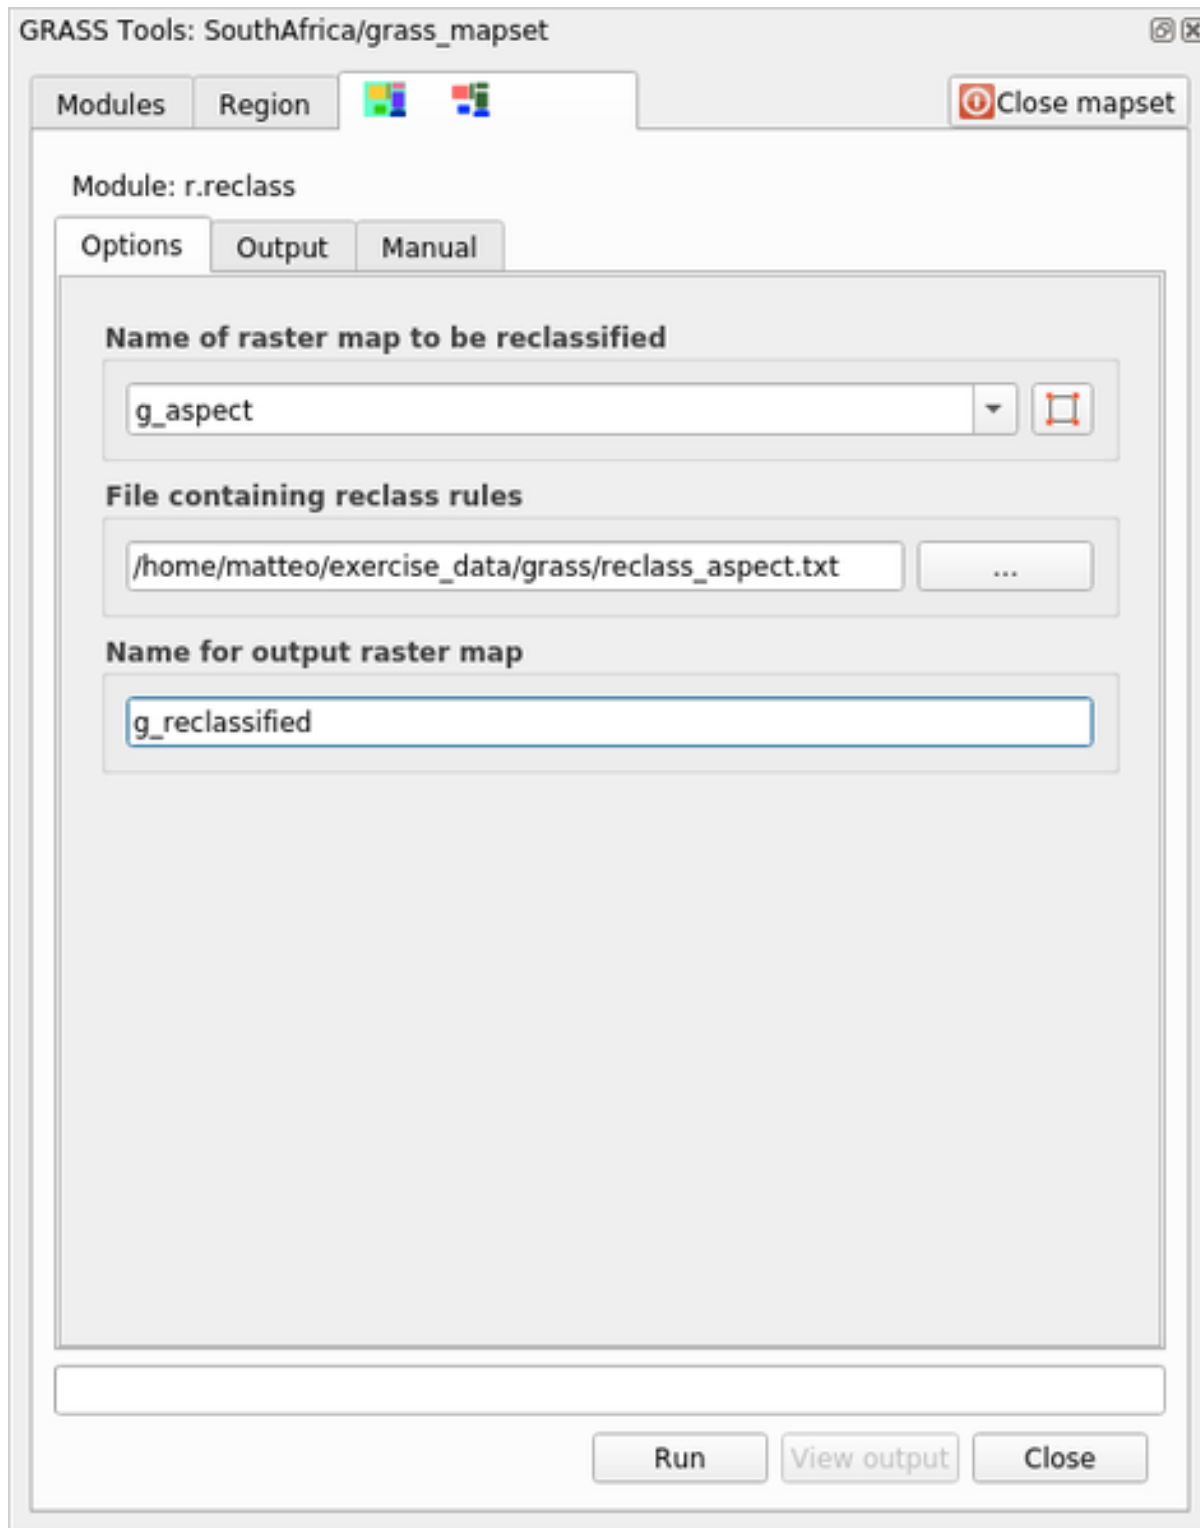 GRASS Tools: SouthAfrica/grass_mapset
Modules Region Close mapset
Module: r.reclass
Options Output Manual
Name of raster map to be reclassified
g_aspect
File containing reclass rules
/home/matteo/exercise_data/grass/reclass_aspect.txt ...
Name for output raster map
g_reclassified
Run View output Close